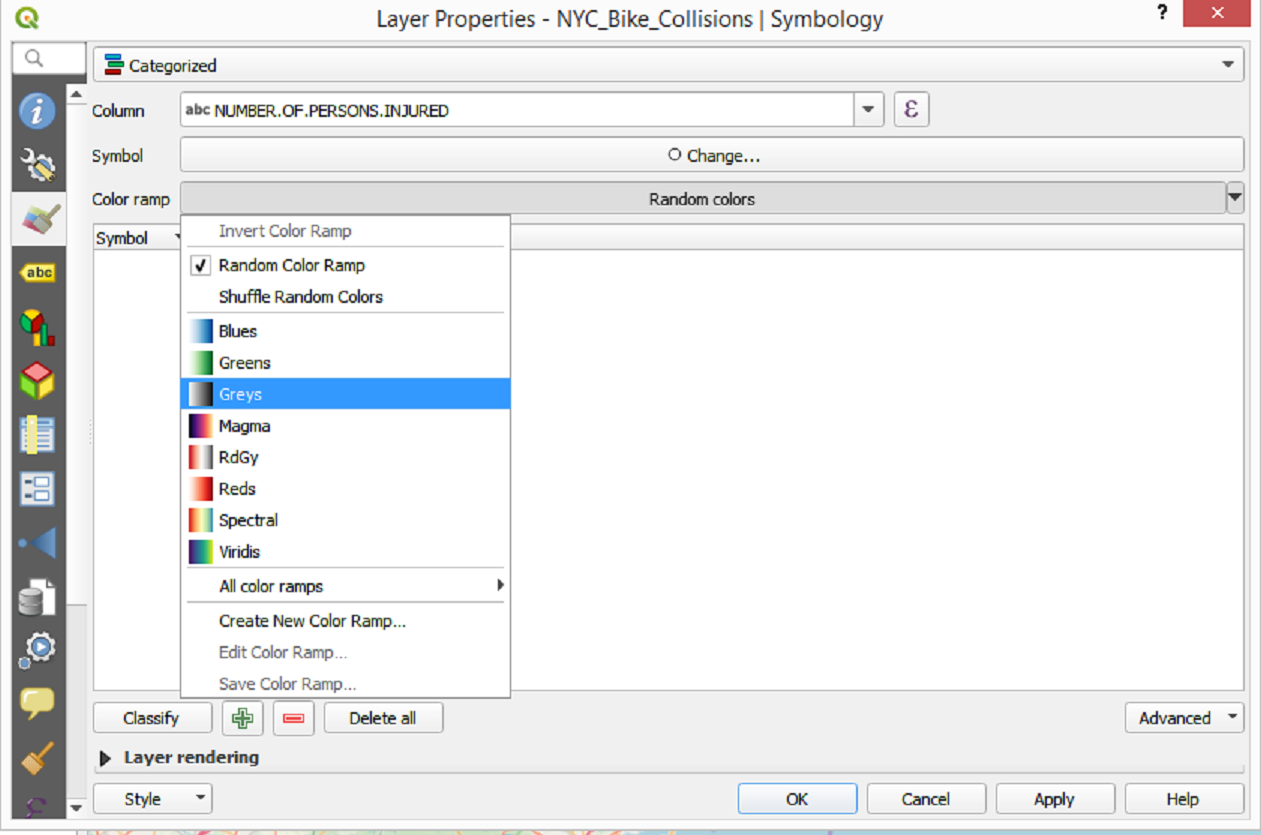 Layer Properties - NYC_Bike_Collisions | Symbology
?
Categorized
Column
abc NUMBER.OF.PERSONS.INJURED
ε
Symbol
Change...
Color ramp
Random colors
Symbol
Invert Color Ramp
Random Color Ramp
Shuffle Random Colors
Blues
Greens
Greys
Magma
RdGy
Reds
Spectral
Viridis
All color ramps
Create New Color Ramp...
Edit Color Ramp...
Save Color Ramp...
abc
Classify
Delete all
Advanced
Layer rendering
Style
OK
Cancel
Apply
Help